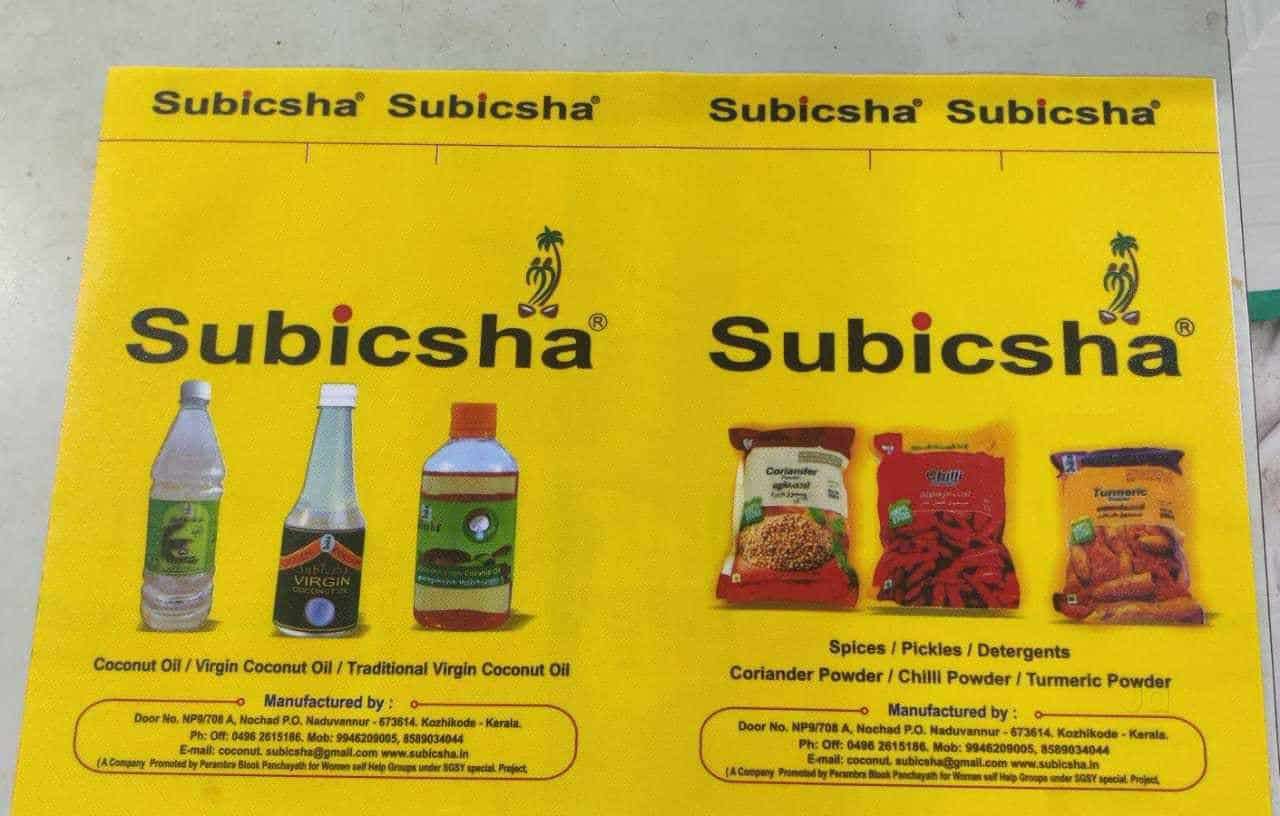 Subicsha® Subicsha®
Subicsha® Subicsha®
Subicsha®
VIRGIN
COCONUT OIL
Coconut Oil / Virgin Coconut Oil / Traditional Virgin Coconut Oil
Manufactured by :
Door No. NP9/708 A, Nochad P.O. Naduvannur - 673614. Kozhikode - Kerala.
Ph: Off: 0496 2615186. Mob: 9946209005, 8589034044
E-mail: coconut. subicsha@gmail.com www.subicsha.in
( A Company Promoted by Perambra Block Panchayath for Women self Help Groups under SGSY special. Project,
Subicsha®
Coriander
Powder
Chilli
Turmeric
Powder
Spices / Pickles / Detergents
Coriander Powder / Chilli Powder / Turmeric Powder
Manufactured by :
Door No. NP9/708 A, Nochad P.O. Naduvannur - 673614. Kozhikode - Kerala.
Ph: Off: 0496 2615186. Mob: 9946209005, 8589034044
E-mail: coconut. subicsha@gmail.com www.subicsha.in
( A Company Promoted by Perambra Block Panchayath for Women self Help Groups under SGSY special. Project,